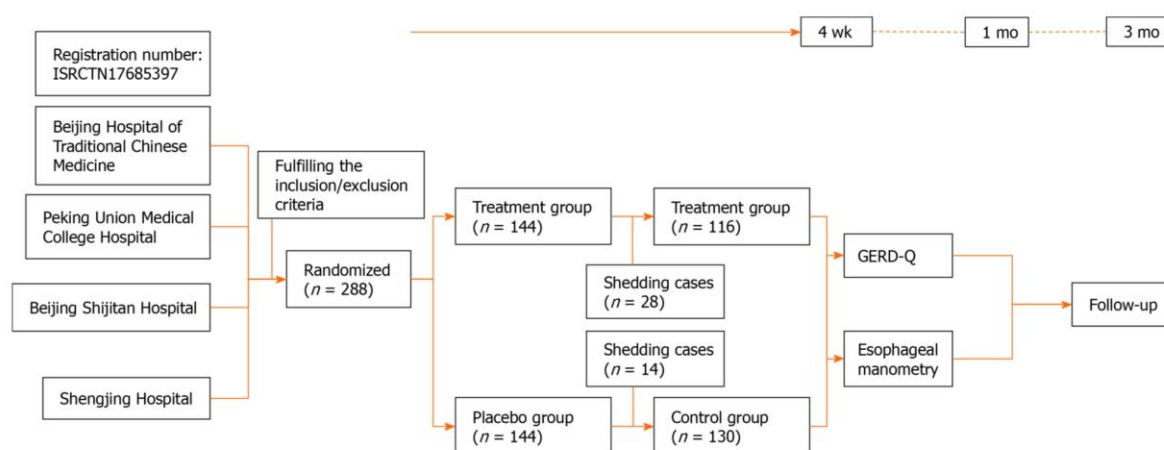 Registration number:
ISRCTN17685397
4 wk
1 mo
3 mo
Beijing Hospital of
Traditional Chinese
Medicine
Peking Union Medical
College Hospital
Beijing Shijitan Hospital
Shengjing Hospital
Fulfilling the
inclusion/exclusion
criteria
Randomized
(n = 288)
Treatment group
(n = 144)
Shedding cases
(n = 28)
Treatment group
(n = 116)
Placebo group
(n = 144)
Shedding cases
(n = 14)
Control group
(n = 130)
GERD-Q
Esophageal
manometry
Follow-up